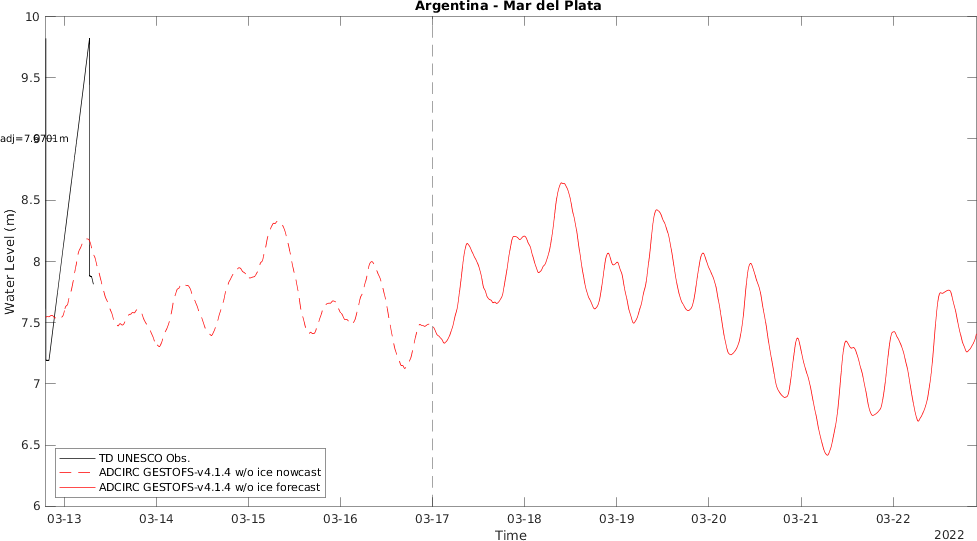 Argentina - Mar del Plata
10
9.5
9
8.5
8
7.5
7
6.5
6
Water Level (m)
TD UNESCO Obs.
ADCIRC GESTOFS-v4.1.4 w/o ice nowcast
ADCIRC GESTOFS-v4.1.4 w/o ice forecast
03-13 03-14 03-15 03-16 03-17 03-18 03-19 03-20 03-21 03-22
Time
2022